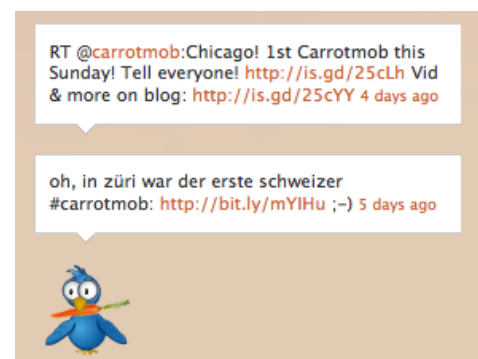 RT @carrotmob:Chicago! 1st Carrotmob this
Sunday! Tell everyone! http://is.gd/25cLh Vid
& more on blog: http://is.gd/25cYY 4 days ago
oh, in züri war der erste schweizer
#carrotmob: http://bit.ly/mYIHu ;-) 5 days ago